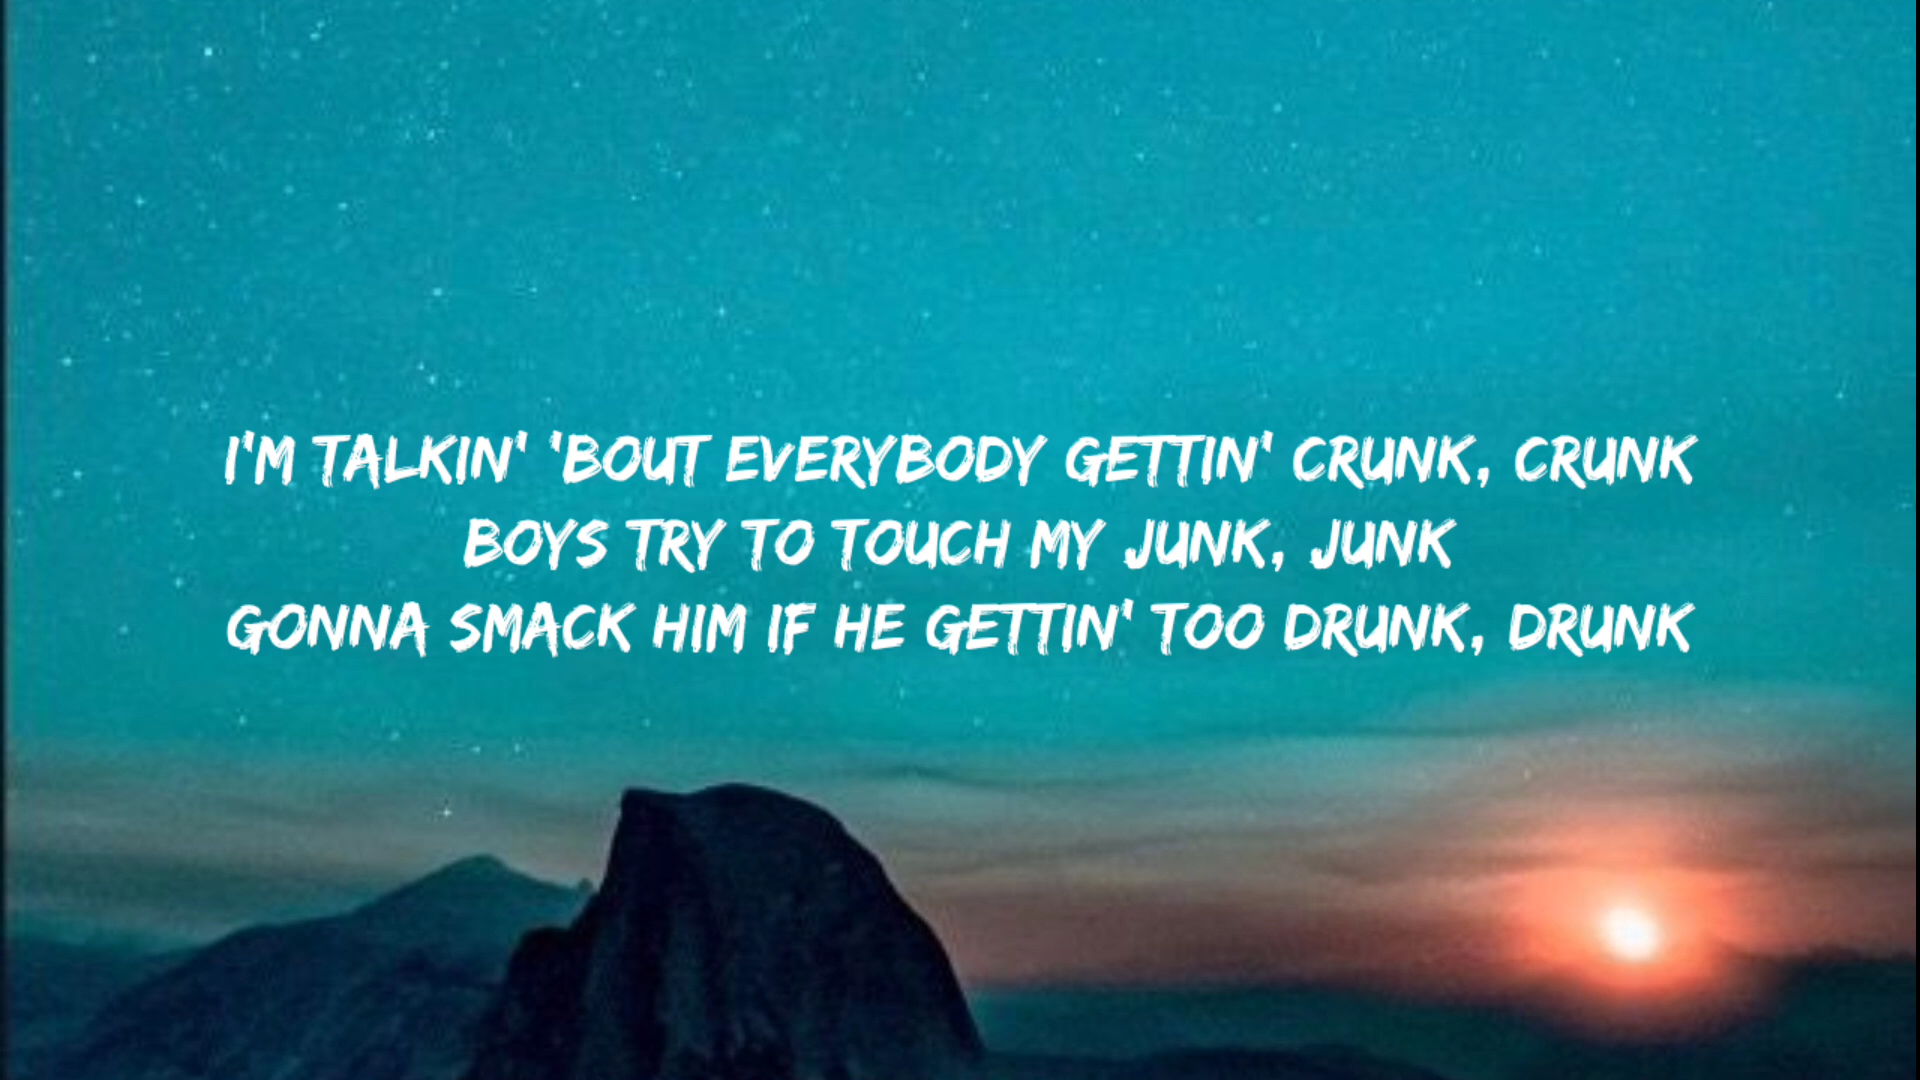 I'M TALKIN' 'BOUT EVERYBODY GETTIN' CRUNK, CRUNK
BOYS TRY TO TOUCH MY JUNK, JUNK
GONNA SMACK HIM IF HE GETTIN' TOO DRUNK, DRUNK